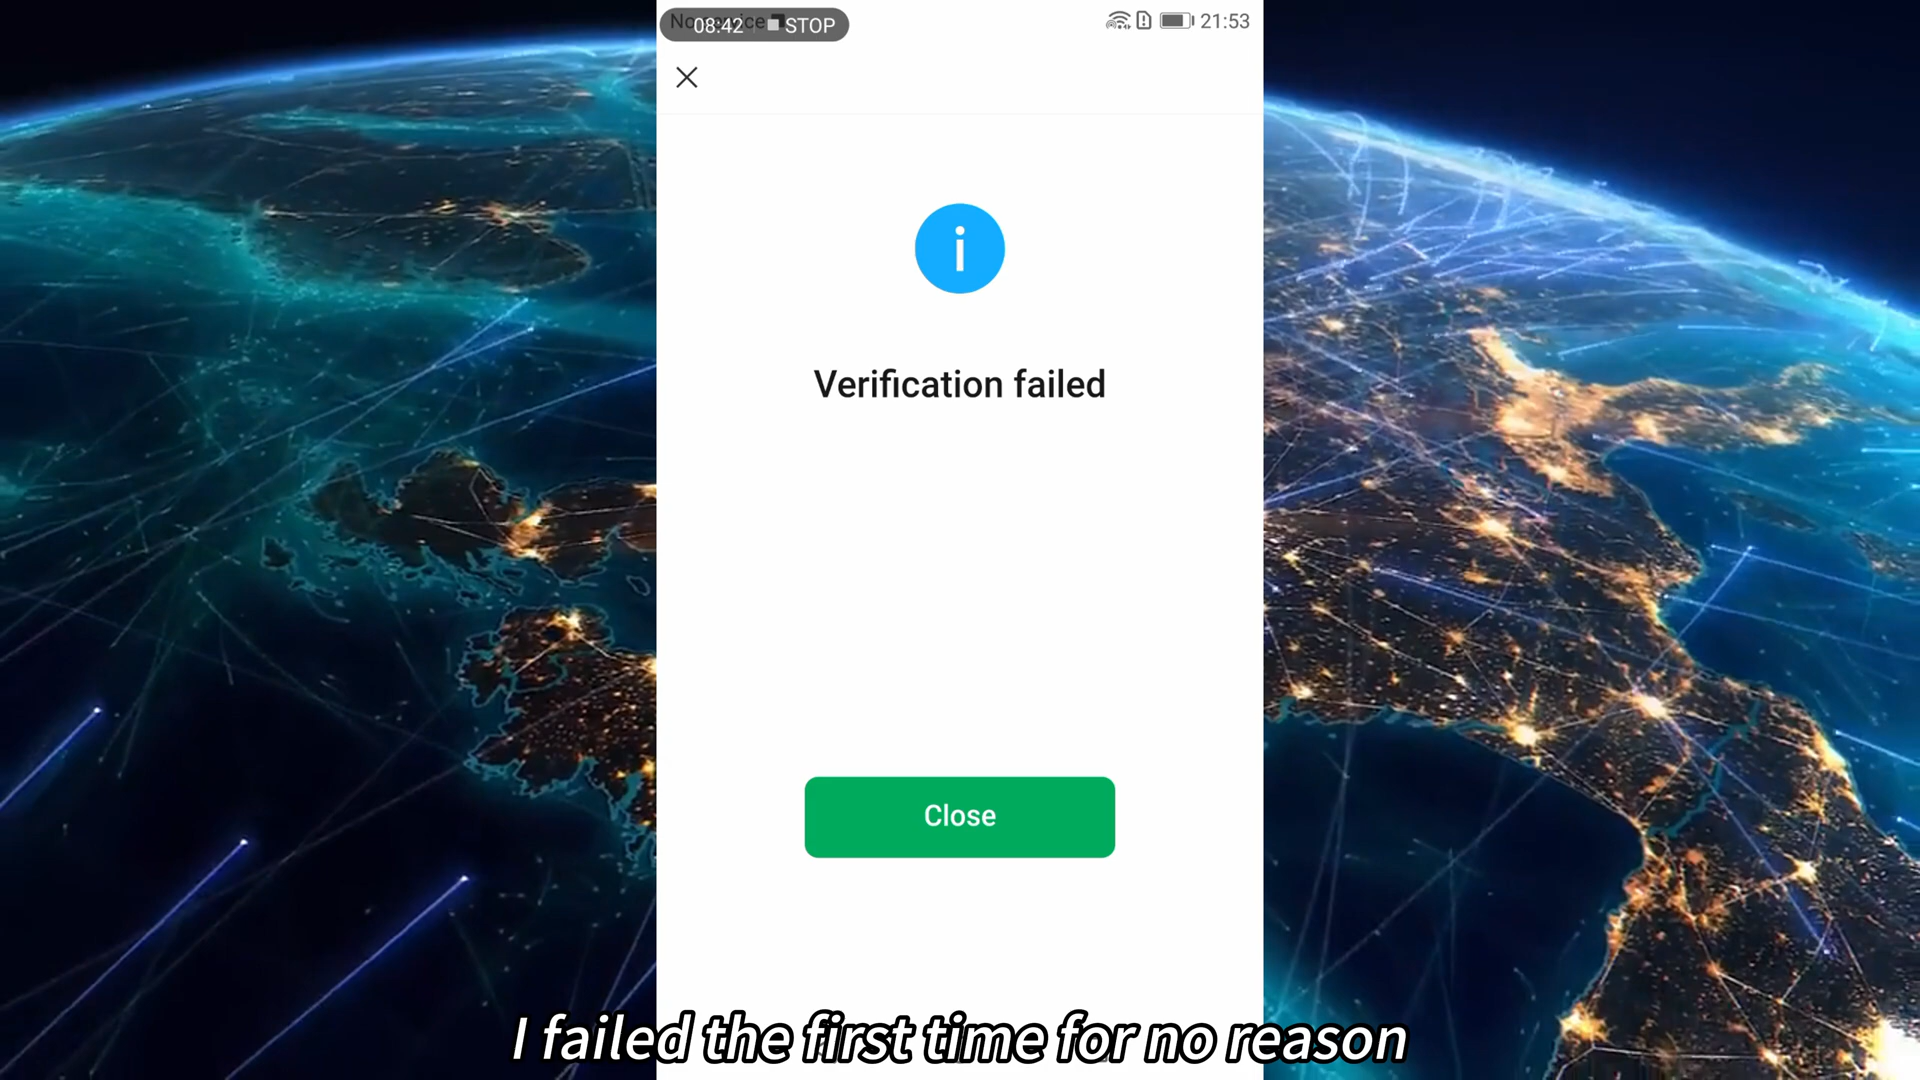 08:42 STOP
21:53
Verification failed
Close
I failed the first time for no reason